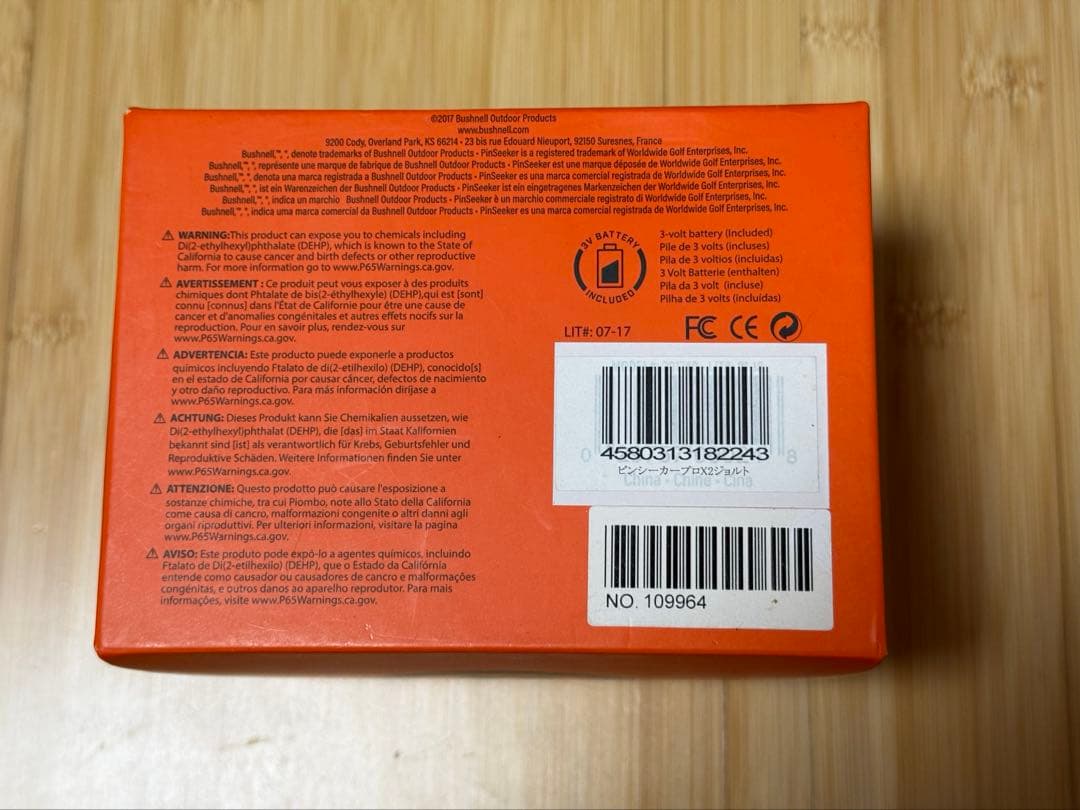 ©2017 Bushnell Outdoor Products
www.bushnell.com
9200 Cody, Overland Park, KS 66214 • 23 bis rue Edouard Nieuport, 92150 Suresnes, France
Bushnell,™, ®, denote trademarks of Bushnell Outdoor Products • PinSeeker is a registered trademark of Worldwide Golf Enterprises, Inc.
Bushnell,™, ®, représente une marque de fabrique de Bushnell Outdoor Products • PinSeeker est une marque déposée de Worldwide Golf Enterprises, Inc.
Bushnell,™, ®, denota una marca registrada a Bushnell Outdoor Products • PinSeeker es una marca comercial registrada de Worldwide Golf Enterprises, Inc.
Bushnell,™, ®, ist ein Warenzeichen der Bushnell Outdoor Products • PinSeeker ist ein eingetragenes Markenzeichen der Worldwide Golf Enterprises, Inc.
Bushnell,™, ®, indica un marchio Bushnell Outdoor Products • PinSeeker è un marchio commerciale registrato di Worldwide Golf Enterprises, Inc.
Bushnell,™, ®, indica uma marca comercial da Bushnell Outdoor Products • PinSeeker es una marca comercial registrada de Worldwide Golf Enterprises, Inc.
⚠ WARNING:This product can expose you to chemicals including
Di(2-ethylhexyl)phthalate (DEHP), which is known to the State of
California to cause cancer and birth defects or other reproductive
harm. For more information go to www.P65Warnings.ca.gov.
⚠ AVERTISSEMENT : Ce produit peut vous exposer à des produits
chimiques dont Phtalate de bis(2-éthylhexyle) (DEHP),qui est [sont]
connu [connus] dans l'État de Californie pour être une cause de
cancer et d'anomalies congénitales et autres effets nocifs sur la
reproduction. Pour en savoir plus, rendez-vous sur
www.P65Warnings.ca.gov.
⚠ ADVERTENCIA: Este producto puede exponerle a productos
químicos incluyendo Ftalato de Di(2-etilhexilo) (DEHP), conocido[s]
en el estado de California por causar cáncer, defectos de nacimiento
y otro daño reproductivo. Para más información diríjase a
www.P65Warnings.ca.gov.
⚠ ACHTUNG: Dieses Produkt kann Sie Chemikalien aussetzen, wie
Di(2-ethylhexyl)phthalat (DEHP), die [das] im Staat Kalifornien
bekannt sind [ist] als verantwortlich für Krebs, Geburtsfehler und
Reproduktive Schäden. Weitere Informationen finden Sie unter
www.P65Warnings.ca.gov.
⚠ ATTENZIONE: Questo prodotto può causare l'esposizione a
sostanze chimiche, tra cui Piombo, note allo Stato della California
come causa di cancro, malformazioni congenite o altri danni agli
organi riproduttivi. Per ulteriori informazioni, visitare la pagina
www.P65Warnings.ca.gov.
⚠ AVISO: Este produto pode expô-lo a agentes químicos, incluindo
Ftalato de Di(2-etilhexilo) (DEHP), que o Estado da Califórnia
entende como causador ou causadores de cancro e malformações
congénitas, e outros danos ao aparelho reprodutor. Para mais
informações, visite www.P65Warnings.ca.gov.
3V BATTERY
INCLUDED
3-volt battery (Included)
Pile de 3 volts (incluses)
Pila de 3 voltios (incluidas)
3 Volt Batterie (enthalten)
Pila da 3 volt (incluse)
Pilha de 3 volts (incluídas)
LIT#: 07-17
FC CE
0 8
4580313182243
ピンシーカープロX2ジョルト
China • Chine • Cina
NO. 109964